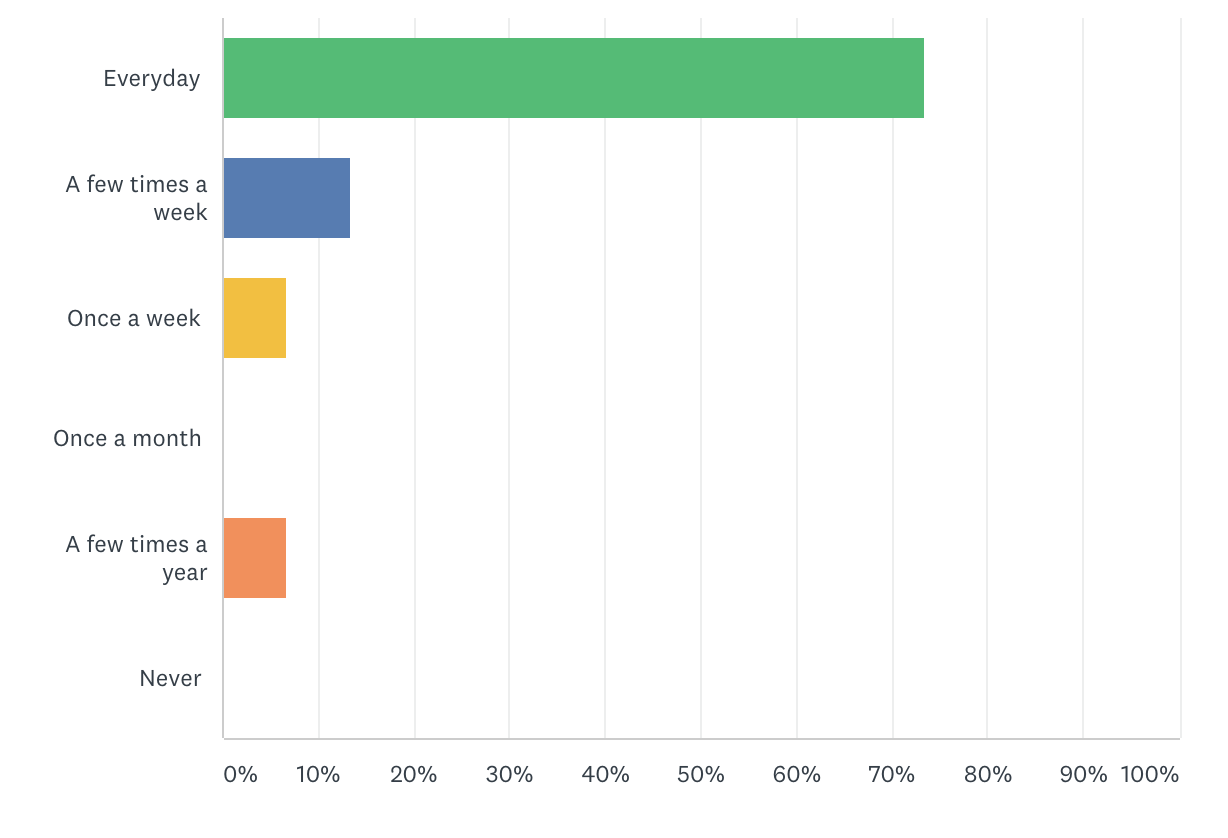 Everyday
A few times a
week
Once a week
Once a month
A few times a
year
Never
0% 10% 20% 30% 40% 50% 60% 70% 80% 90% 100%